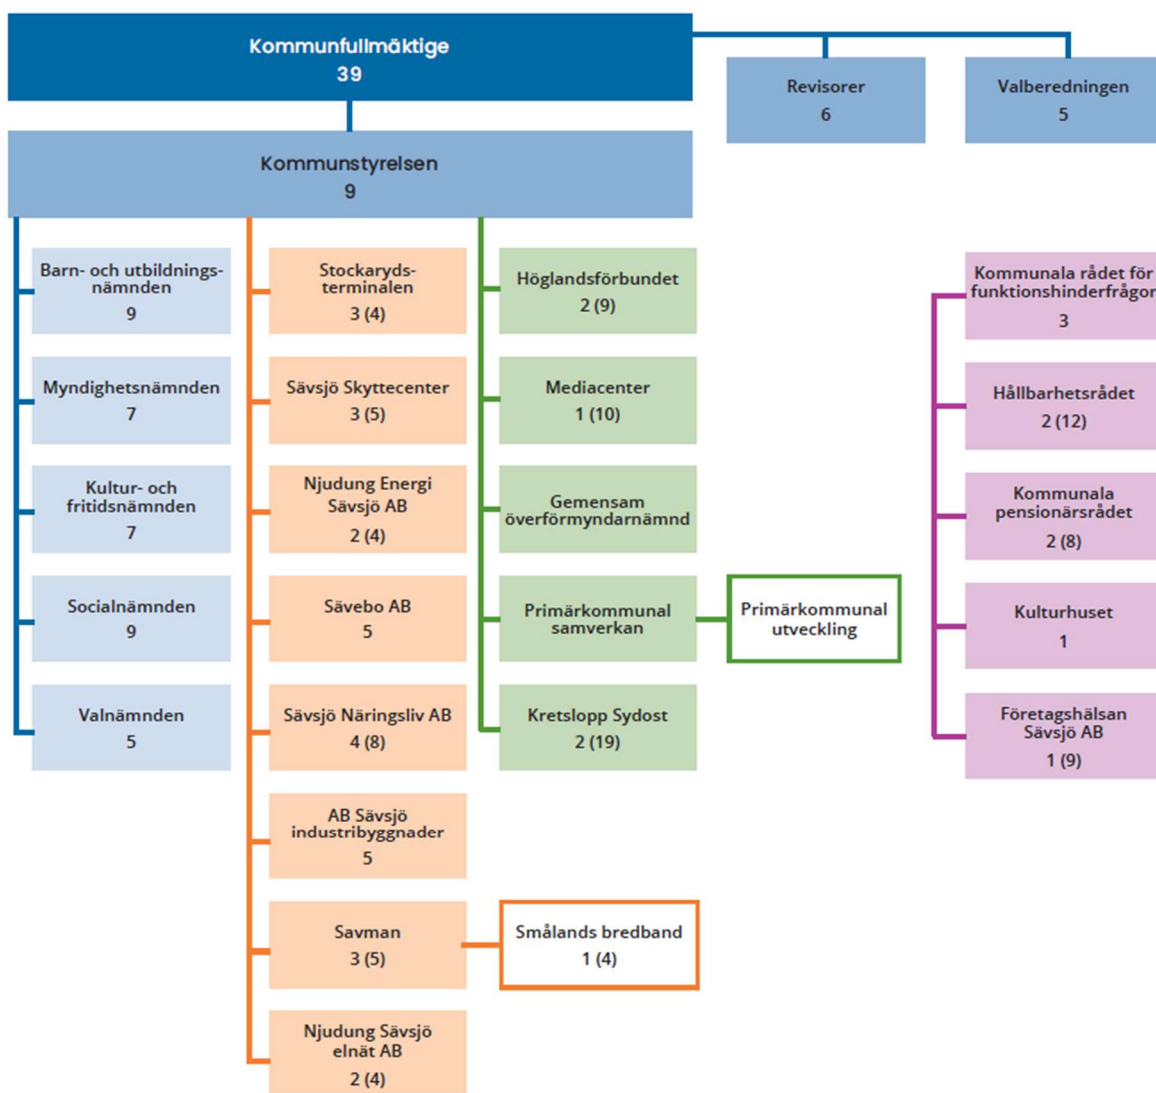 Kommunfullmäktige
39
Revisorer
6
Valberedningen
5
Kommunstyrelsen
9
Barn- och utbildnings-
nämnden
9
Myndighetsnämnden
7
Kultur- och
fritidsnämnden
7
Socialnämnden
9
Valnämnden
5
Stockaryds-
terminalen
3 (4)
Sävsjö Skyttecenter
3 (5)
Njudung Energi
Sävsjö AB
2 (4)
Sävebo AB
5
Sävsjö Näringsliv AB
4 (8)
AB Sävsjö
industribyggnader
5
Savman
3 (5)
Smålands bredband
1 (4)
Njudung Sävsjö
elnät AB
2 (4)
Höglandsförbundet
2 (9)
Mediacenter
1 (10)
Gemensam
överförmyndarnämnd
Primärkommunal
samverkan
Primärkommunal
utveckling
Kretslopp Sydost
2 (19)
Kommunala rådet för
funktionshinderfrågor
3
Hållbarhetsrådet
2 (12)
Kommunala
pensionärsrådet
2 (8)
Kulturhuset
1
Företagshälsan
Sävsjö AB
1 (9)